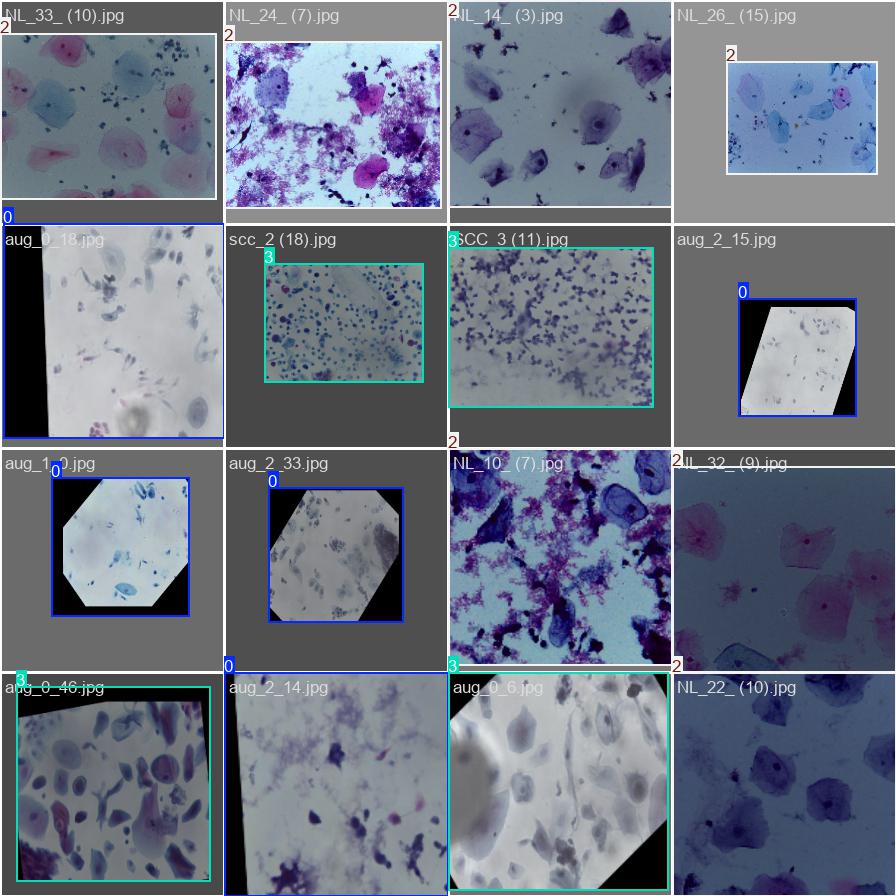 NL_33_ (10).jpg
2
NL_24_ (7).jpg
2
NL_14_ (3).jpg
2
NL_26_ (15).jpg
2
aug_0_18.jpg
0
scc_2 (18).jpg
3
SCC_3 (11).jpg
3
aug_2_15.jpg
0
aug_1_0.jpg
0
aug_2_33.jpg
0
NL_10_ (7).jpg
2
NL_32_ (9).jpg
2
aug_0_46.jpg
3
aug_2_14.jpg
0
aug_0_6.jpg
3
NL_22_ (10).jpg
2